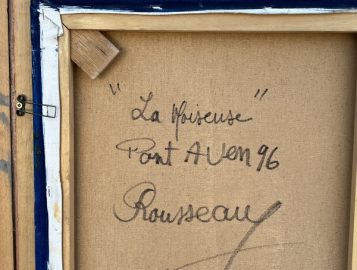 "La Noiseuse"
Pont AVen 96
Rousseau